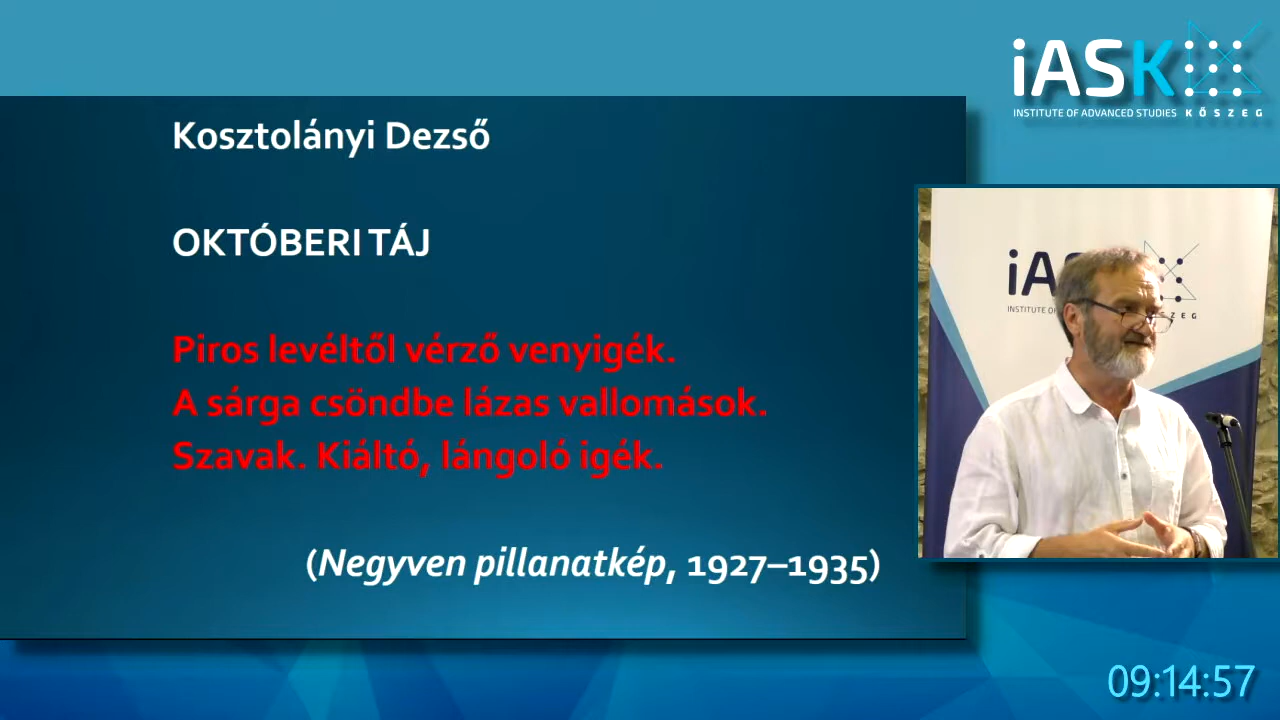 iASK
INSTITUTE OF ADVANCED STUDIES KŐSZEG
Kosztolányi Dezső
OKTÓBERI TÁJ
Piros levéltől vérző venyigék.
A sárga csöndbe lázas vallomások.
Szavak. Kiáltó, lángoló igék.
(Negyven pillanatkép, 1927–1935)
iAS
INSTITUTE OF
SZEG
09:14:57